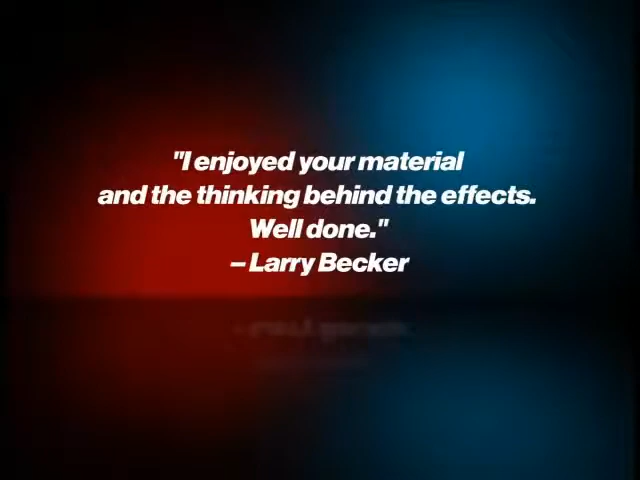 "I enjoyed your material
and the thinking behind the effects.
Well done."
– Larry Becker